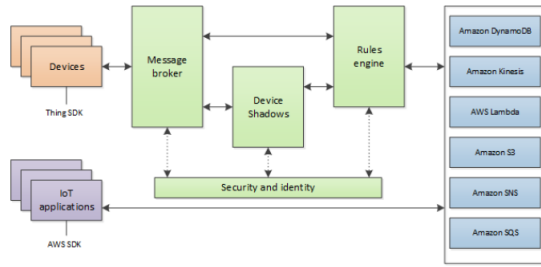 Devices
Thing SDK
Message
broker
Device
Shadows
Rules
engine
Security and identity
IoT
applications
AWS SDK
Amazon DynamoDB
Amazon Kinesis
AWS Lambda
Amazon S3
Amazon SNS
Amazon SQS